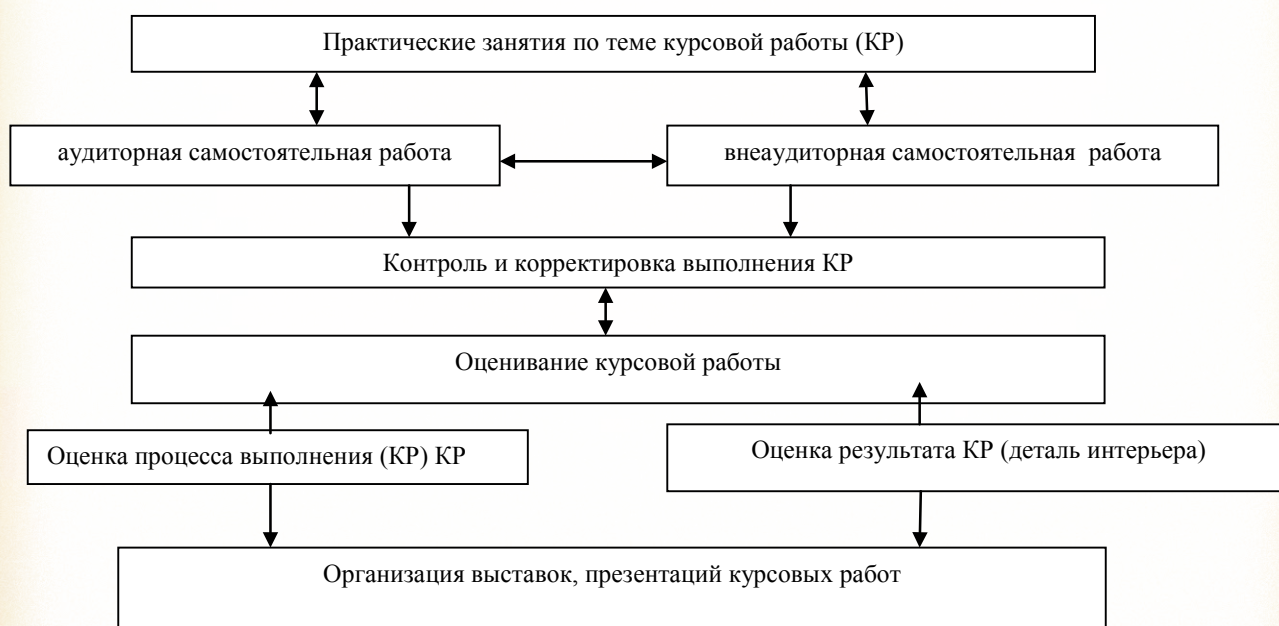 Практические занятия по теме курсовой работы (КР)
аудиторная самостоятельная работа
внеаудиторная самостоятельная работа
Контроль и корректировка выполнения КР
Оценивание курсовой работы
Оценка процесса выполнения (КР) КР
Оценка результата КР (деталь интерьера)
Организация выставок, презентаций курсовых работ